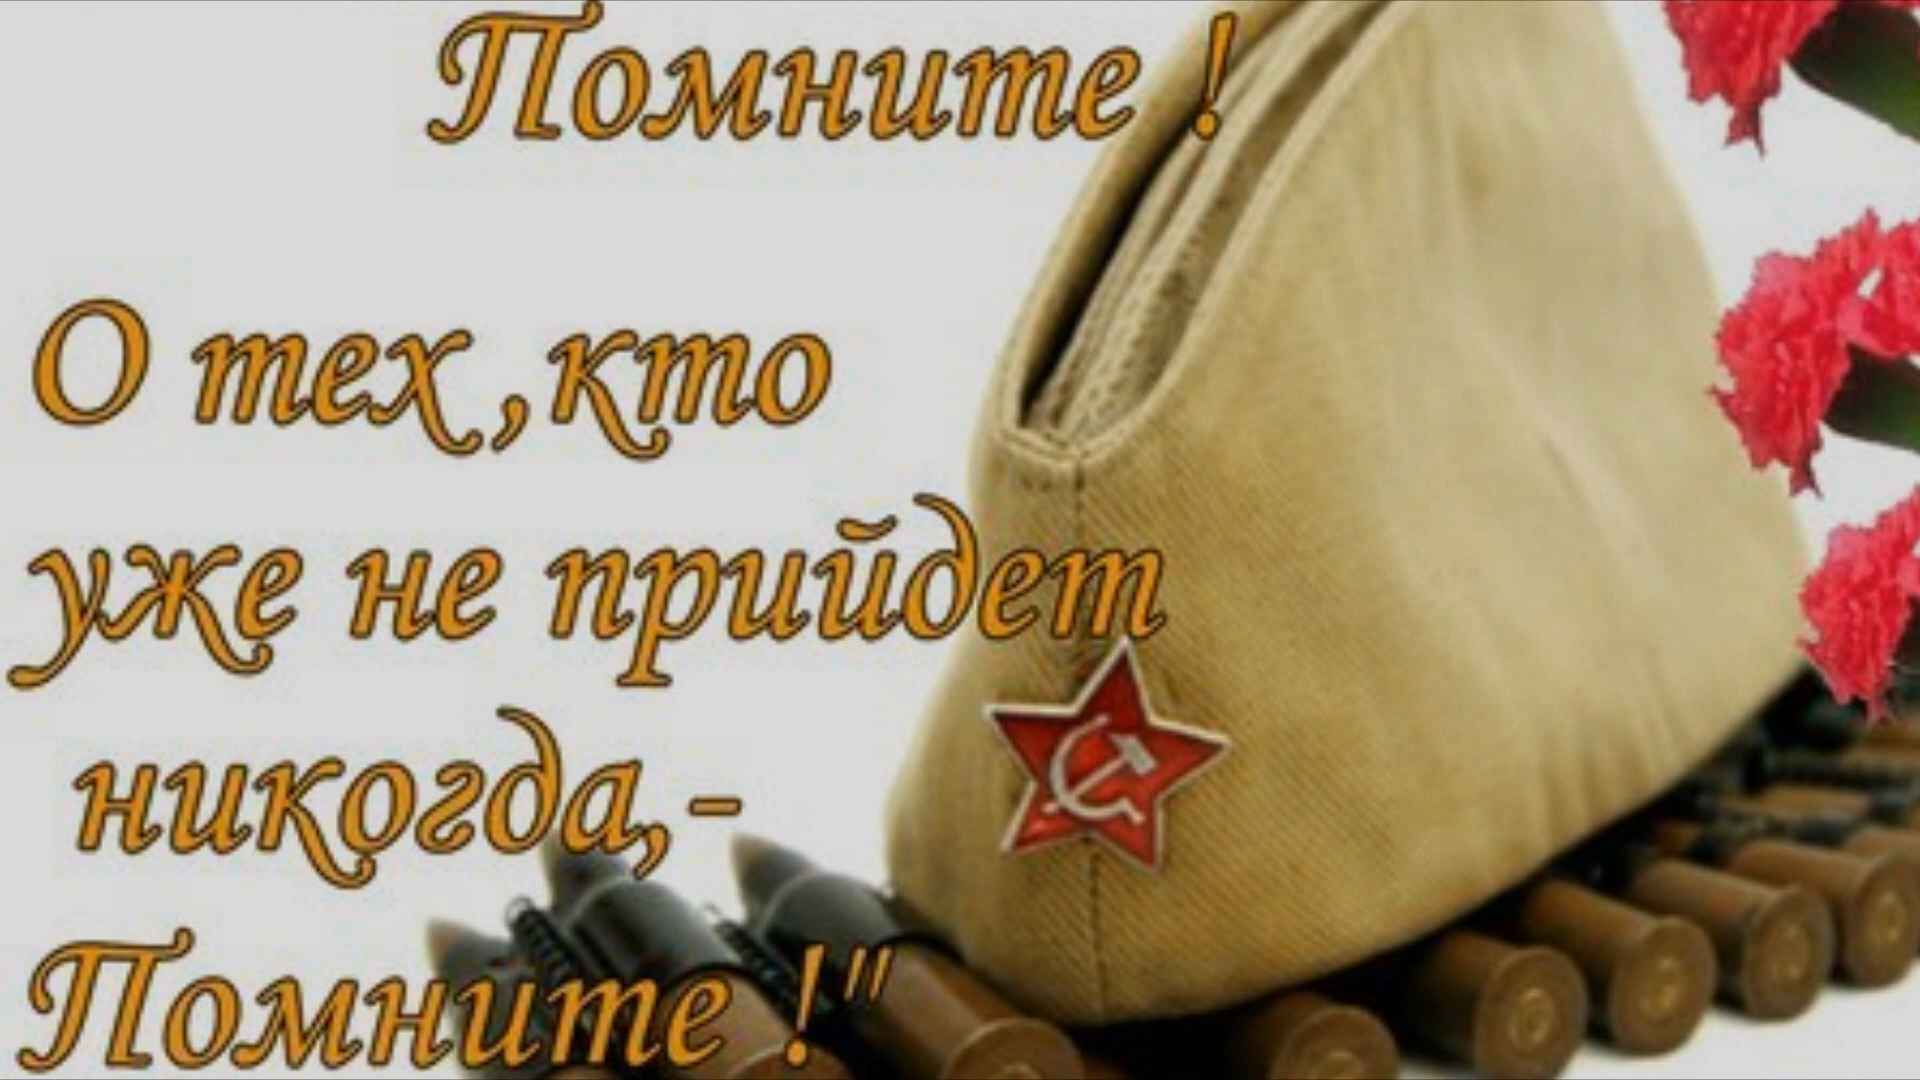 Помните !
О тех ,кто
уже не прийдет
никогда,-
Помните !"